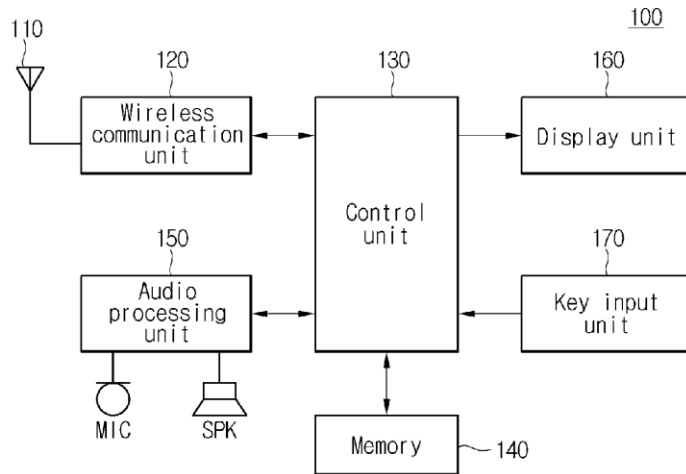 100
110
120
130
160
Wireless
communication
unit
Control
unit
Display unit
150
170
Audio
processing
unit
Key input
unit
MIC
SPK
Memory
140